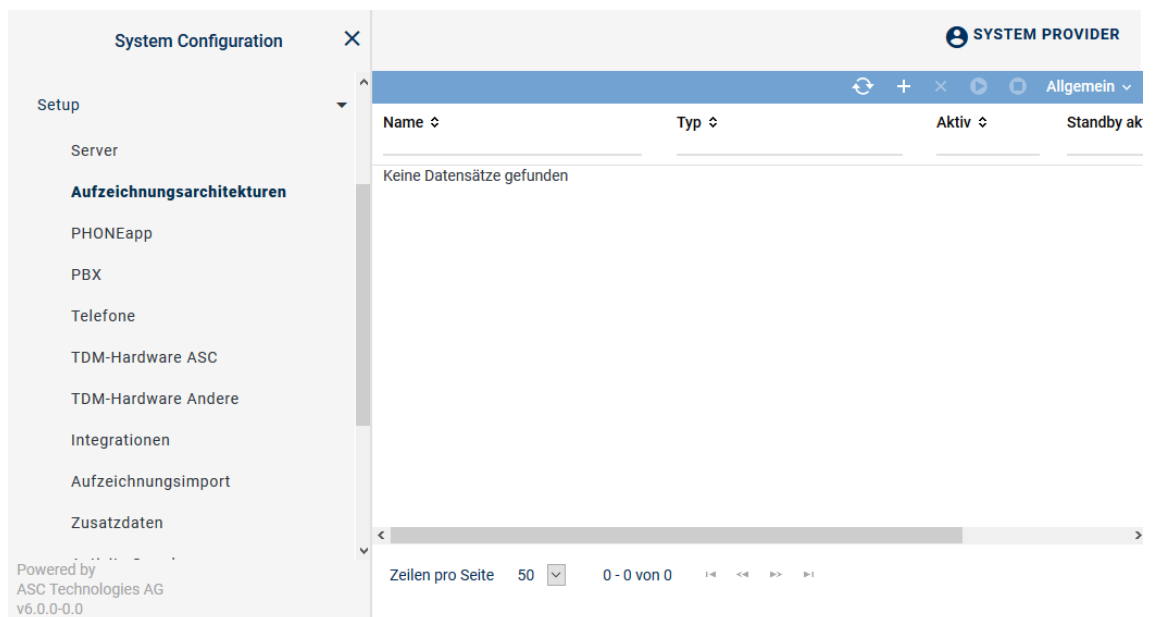 System Configuration
SYSTEM PROVIDER
Allgemein
Setup
Server
Aufzeichnungsarchitekturen
PHONEapp
PBX
Telefone
TDM-Hardware ASC
TDM-Hardware Andere
Integrationen
Aufzeichnungsimport
Zusatzdaten
Powered by
ASC Technologies AG
v6.0.0-0.0
Name Typ Aktiv Standby ak
Keine Datensätze gefunden
Zeilen pro Seite 50 0 - 0 von 0